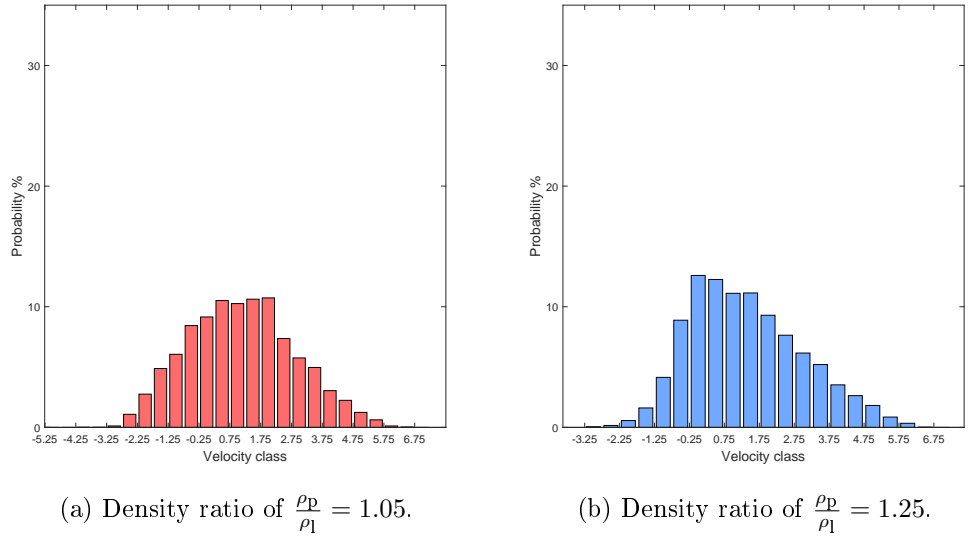 30
20
10
0
Probability %
-5.25 -4.25 -3.25 -2.25 -1.25 -0.25 0.75 1.75 2.75 3.75 4.75 5.75 6.75
Velocity class
(a) Density ratio of ρp/ρl = 1.05.
30
20
10
0
Probability %
-3.25 -2.25 -1.25 -0.25 0.75 1.75 2.75 3.75 4.75 5.75 6.75
Velocity class
(b) Density ratio of ρp/ρl = 1.25.